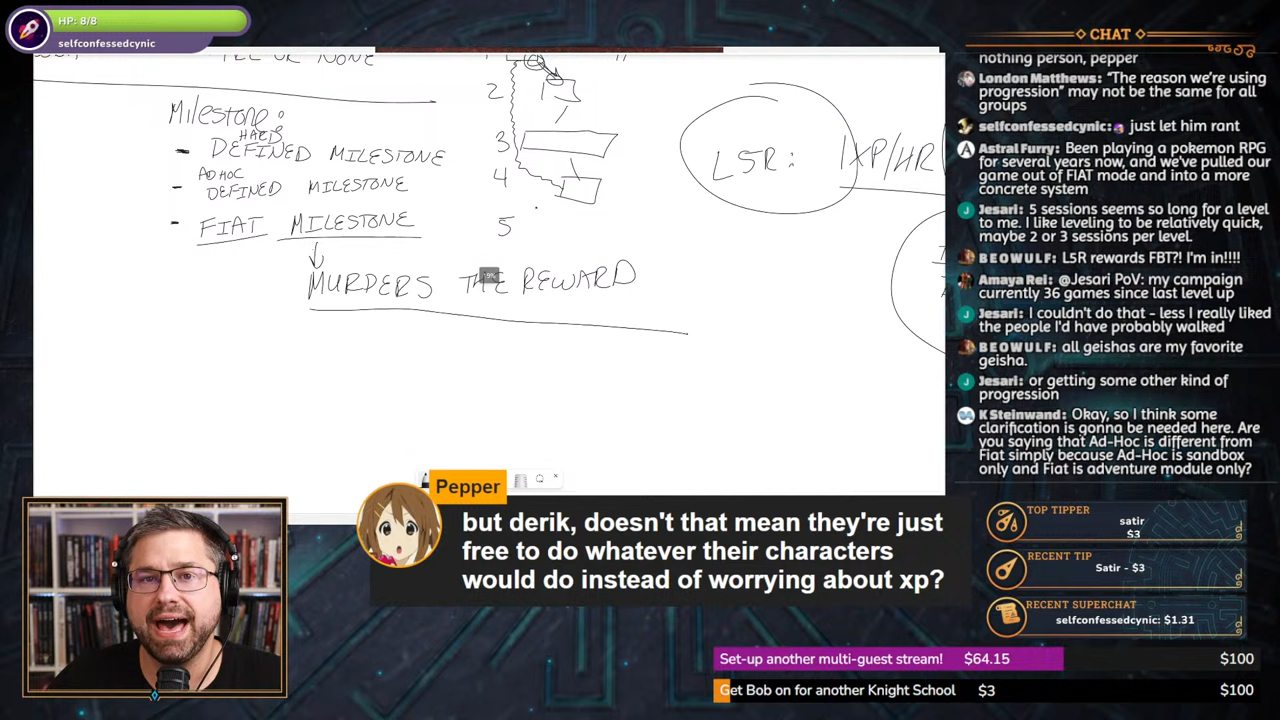 HP: 8/8
selfconfessedcynic
Milestone:
HARD
- DEFINED MILESTONE
AD HOC
- DEFINED MILESTONE
- FIAT MILESTONE
MURDERS THE REWARD
19%
1
2
3
4
5
L5R: 1XP/HR
CHAT
nothing person, pepper
London Matthews: “The reason we're using
progression” may not be the same for all
groups
selfconfessedcynic: just let him rant
Astral Furry: Been playing a pokemon RPG
for several years now, and we've pulled our
game out of FIAT mode and into a more
concrete system
Jesari: 5 sessions seems so long for a level
to me. I like leveling to be relatively quick,
maybe 2 or 3 sessions per level.
BEOWULF: L5R rewards FBT?! I'm in!!!!
Amaya Rei: @Jesari PoV: my campaign
currently 36 games since last level up
Jesari: I couldn't do that - less I really liked
the people I'd have probably walked
BEOWULF: all geishas are my favorite
geisha.
Jesari: or getting some other kind of
progression
K Steinwand: Okay, so I think some
clarification is gonna be needed here. Are
you saying that Ad-Hoc is different from
Fiat simply because Ad-Hoc is sandbox
only and Fiat is adventure module only?
Pepper
but derik, doesn't that mean they're just
free to do whatever their characters
would do instead of worrying about xp?
TOP TIPPER
satir
$3
RECENT TIP
Satir - $3
RECENT SUPERCHAT
selfconfessedcynic: $1.31
Set-up another multi-guest stream! $64.15 $100
Get Bob on for another Knight School $3 $100